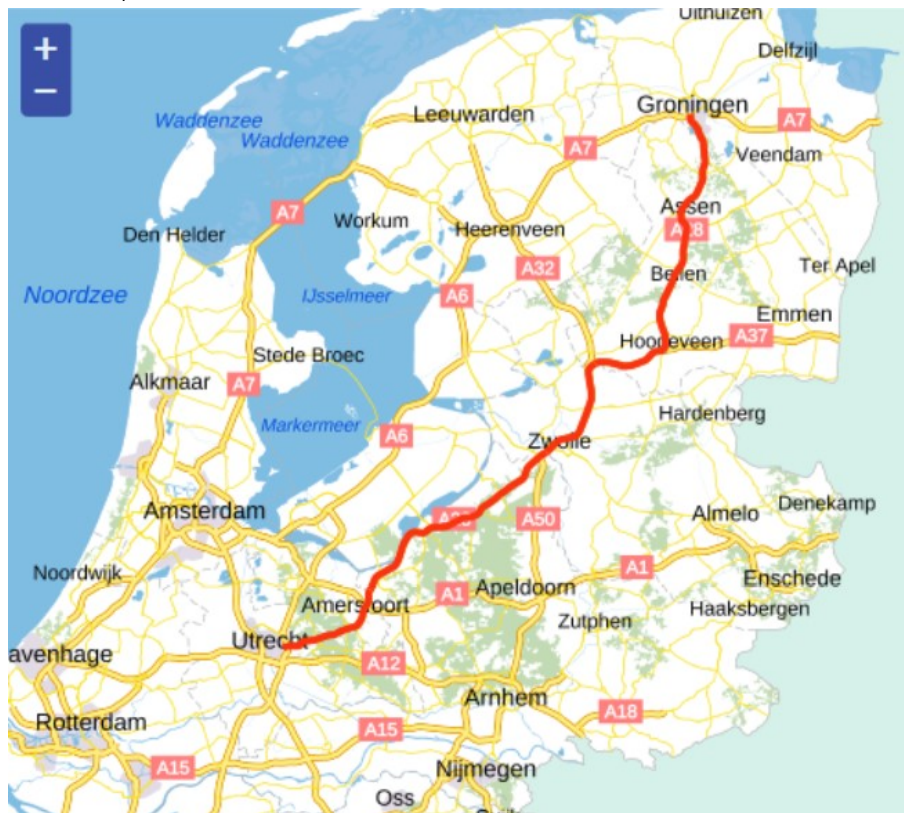 Uithuizen
+
Delfzijl
−
Leeuwarden
Groningen
Waddenzee
A7
Waddenzee
A7
Veendam
A7
Workum
Assen
Den Helder
Heerenveen
A28
Ter Apel
A32
Beilen
Noordzee
IJsselmeer
A6
Emmen
Stede Broec
Hoogeveen
A37
Alkmaar
A7
Hardenberg
Markermeer
A6
Zwolle
Amsterdam
A28
A50
Almelo
Denekamp
Noordwijk
A1
Apeldoorn
A1
Enschede
Amersfoort
Haaksbergen
Zutphen
Utrecht
avenhage
A12
Arnhem
A18
Rotterdam
A15
A15
Nijmegen
Oss